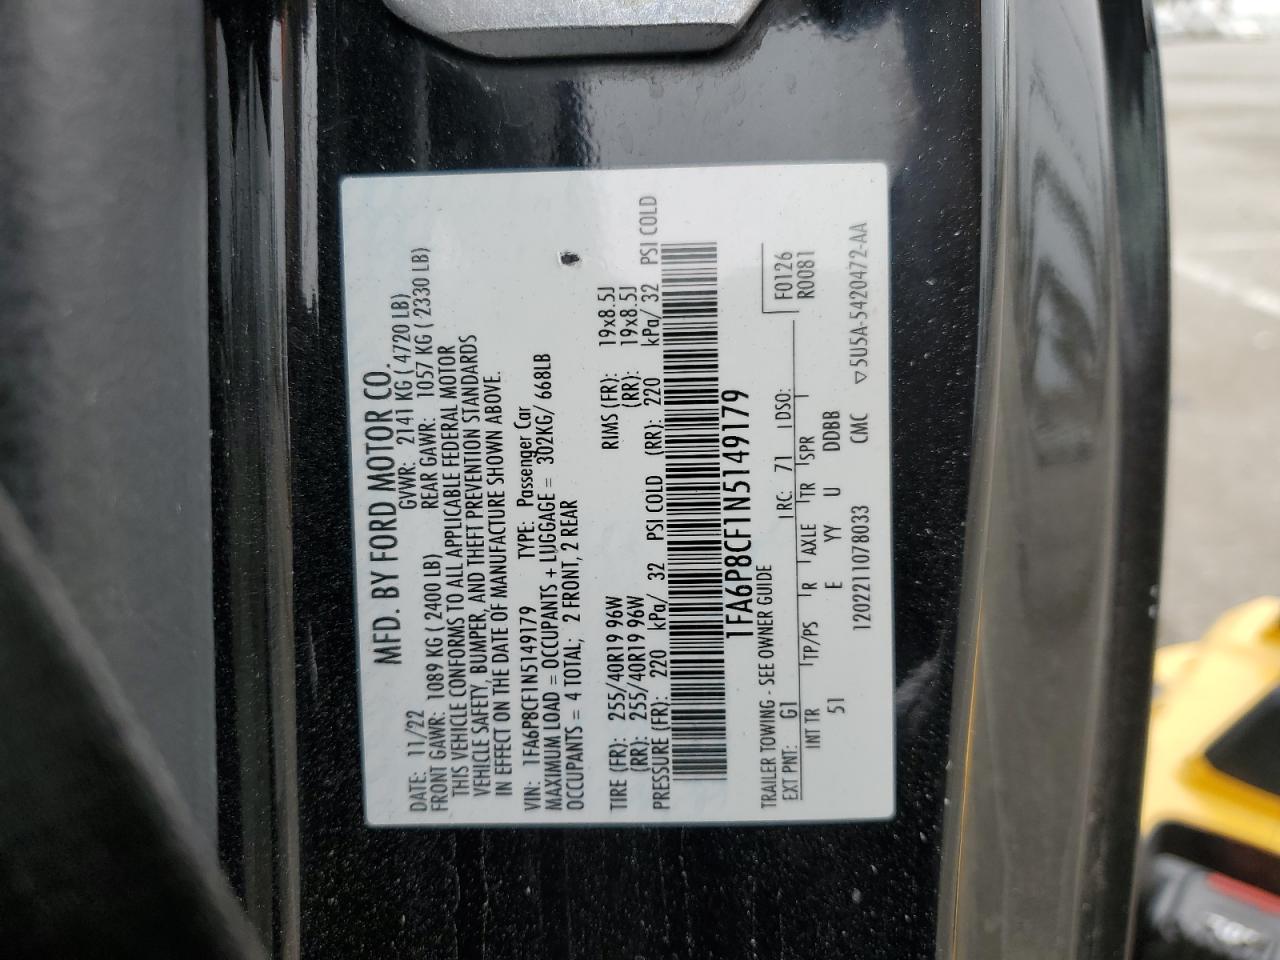 MFD. BY FORD MOTOR CO.
DATE: 11/22 GVWR: 2141 KG ( 4720 LB)
FRONT GAWR: 1089 KG ( 2400 LB) REAR GAWR: 1057 KG ( 2330 LB)
THIS VEHICLE CONFORMS TO ALL APPLICABLE FEDERAL MOTOR
VEHICLE SAFETY, BUMPER, AND THEFT PREVENTION STANDARDS
IN EFFECT ON THE DATE OF MANUFACTURE SHOWN ABOVE.
VIN: 1FA6P8CF1N5149179 TYPE: Passenger Car
MAXIMUM LOAD = OCCUPANTS + LUGGAGE = 302KG/ 668LB
OCCUPANTS = 4 TOTAL; 2 FRONT, 2 REAR
TIRE (FR): 255/40R19 96W RIMS (FR): 19x8.5J
(RR): 255/40R19 96W (RR): 19x8.5J
PRESSURE (FR): 220 kPa/ 32 PSI COLD (RR): 220 kPa/ 32 PSI COLD
1FA6P8CF1N5149179
TRAILER TOWING - SEE OWNER GUIDE F0126
EXT PNT: G1 RC: 71 DSO: R0081
INT TR TP/PS R AXLE TR SPR
51 E YY U DDBB
1202211078033 CMC ▽5U5A-5420472-AA